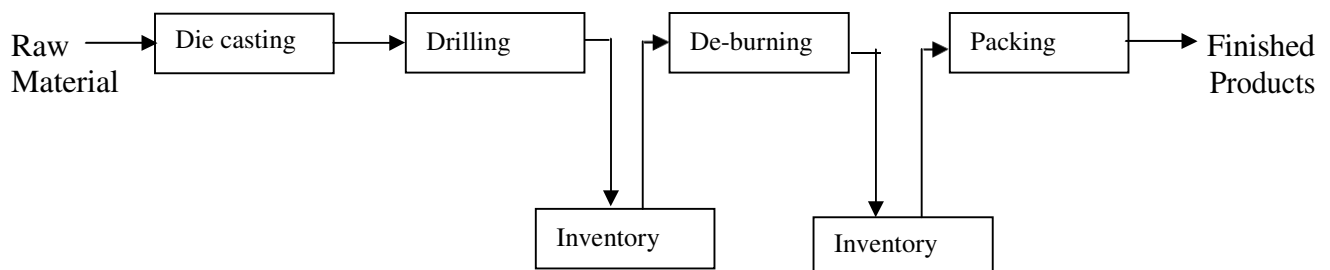 Raw
Material
Die casting
Drilling
De-burning
Packing
Finished
Products
Inventory
Inventory